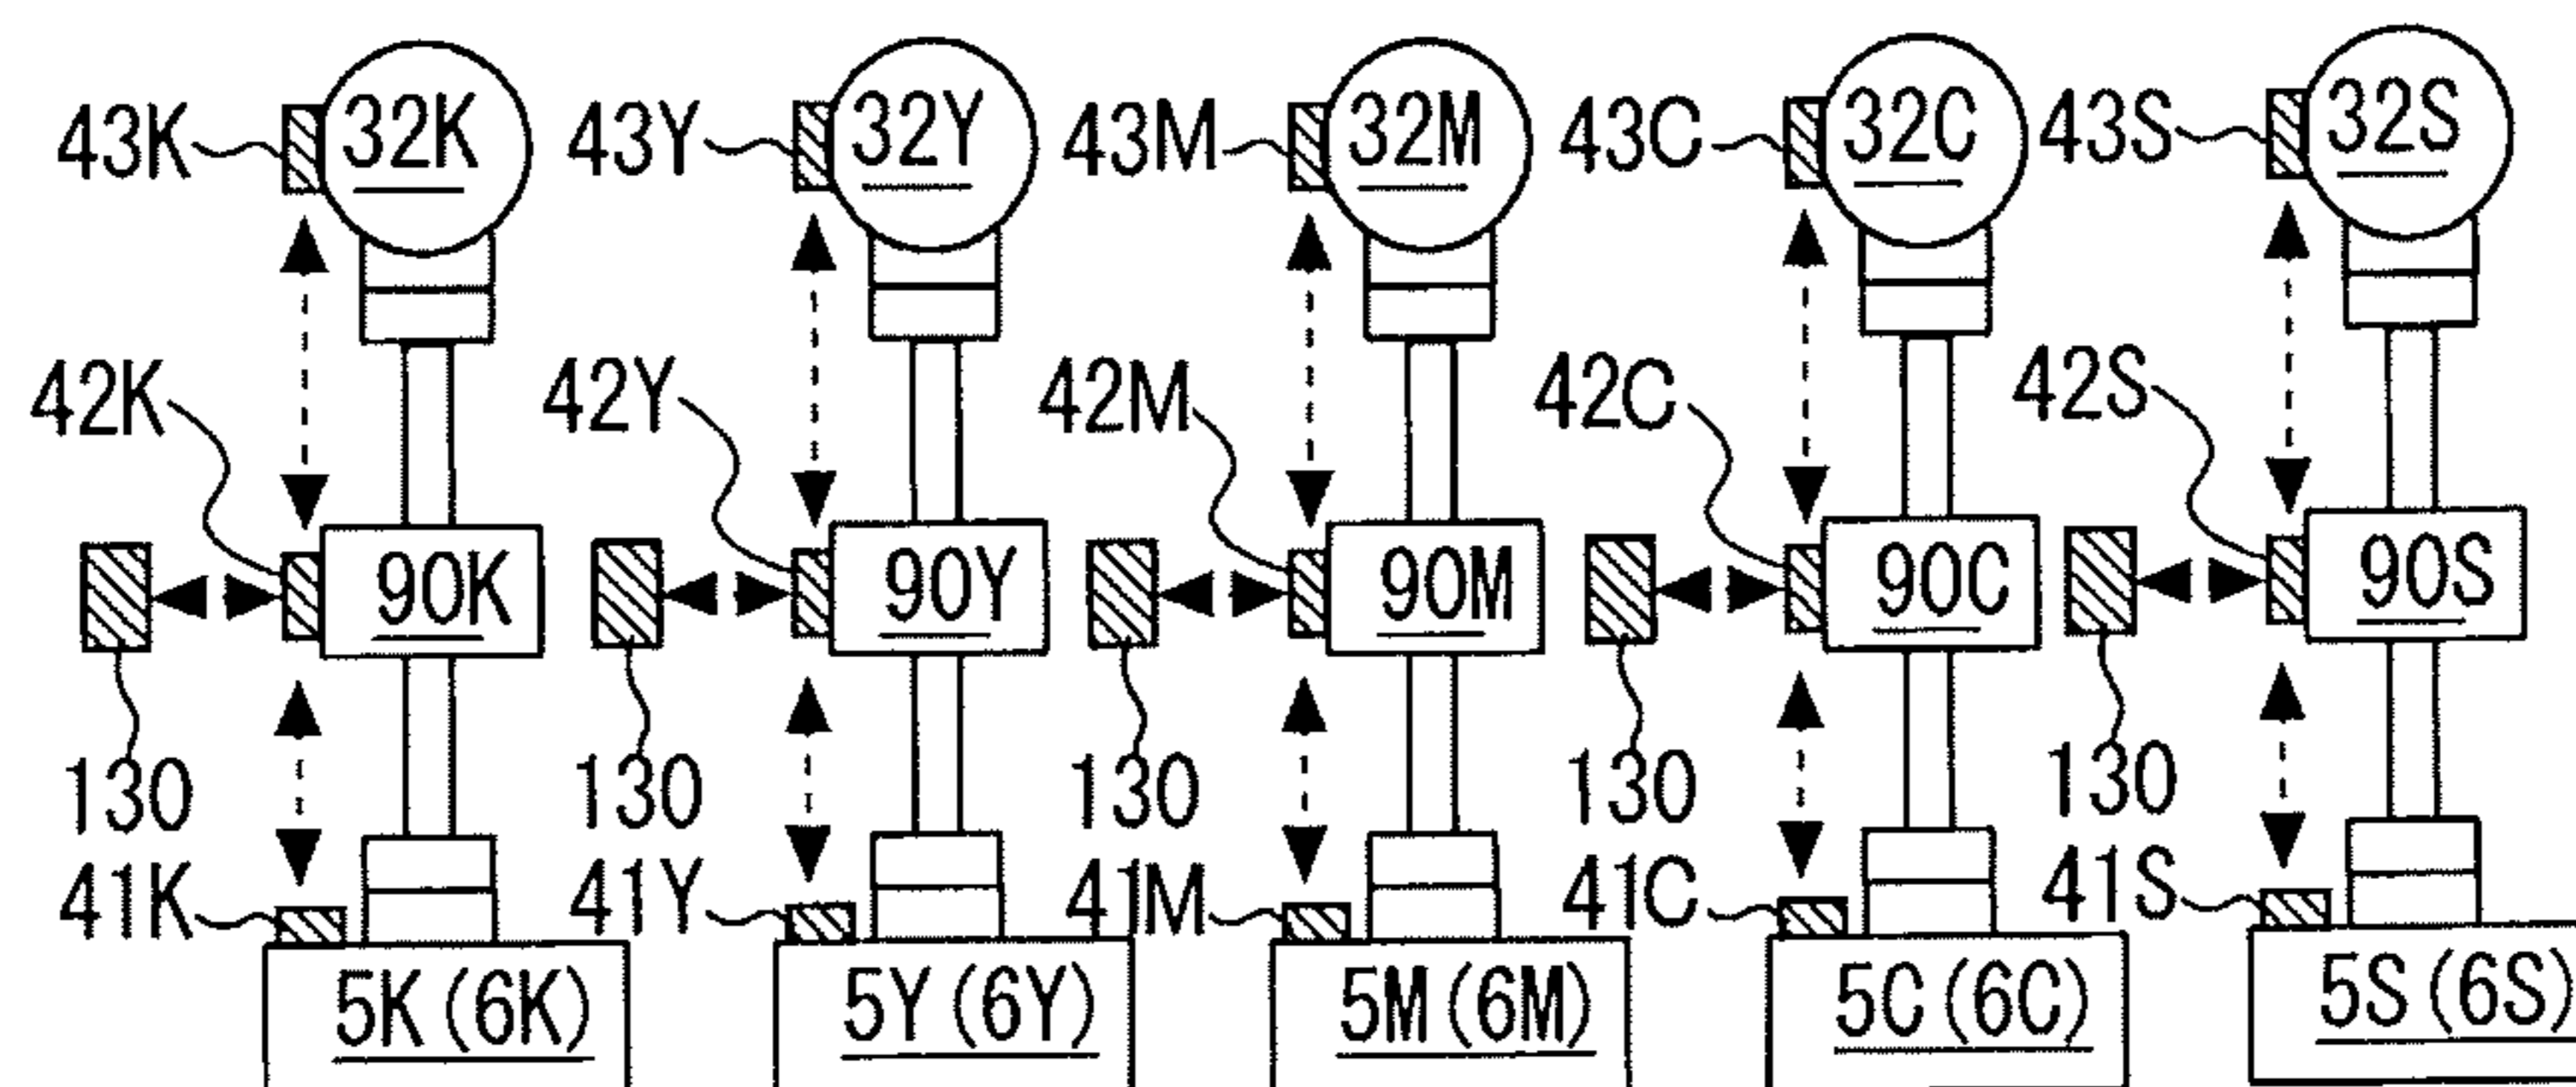 43K 32K 43Y 32Y 43M 32M 43C 32C 43S 32S
42K 42Y 42M 42C 42S
90K 90Y 90M 90C 90S
130 130 130 130 130
41K 41Y 41M 41C 41S
5K(6K) 5Y(6Y) 5M(6M) 5C(6C) 5S(6S)